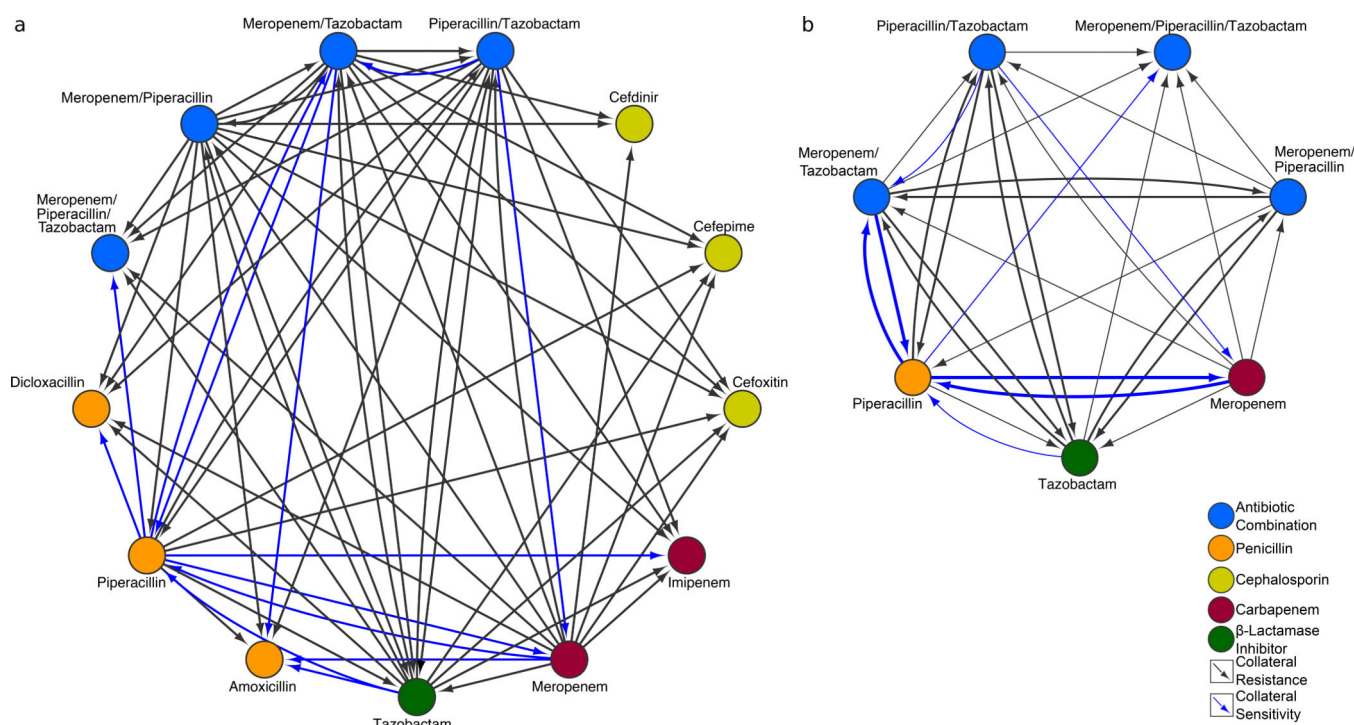 a
Meropenem/Tazobactam
Piperacillin/Tazobactam
Meropenem/Piperacillin
Cefdinir
Meropenem/
Piperacillin/
Tazobactam
Cefepime
Dicloxacillin
Cefoxitin
Piperacillin
Imipenem
Amoxicillin
Meropenem
Tazobactam
b
Piperacillin/Tazobactam
Meropenem/Piperacillin/Tazobactam
Meropenem/
Tazobactam
Meropenem/
Piperacillin
Piperacillin
Meropenem
Tazobactam
Antibiotic
Combination
Penicillin
Cephalosporin
Carbapenem
β-Lactamase
Inhibitor
Collateral
Resistance
Collateral
Sensitivity